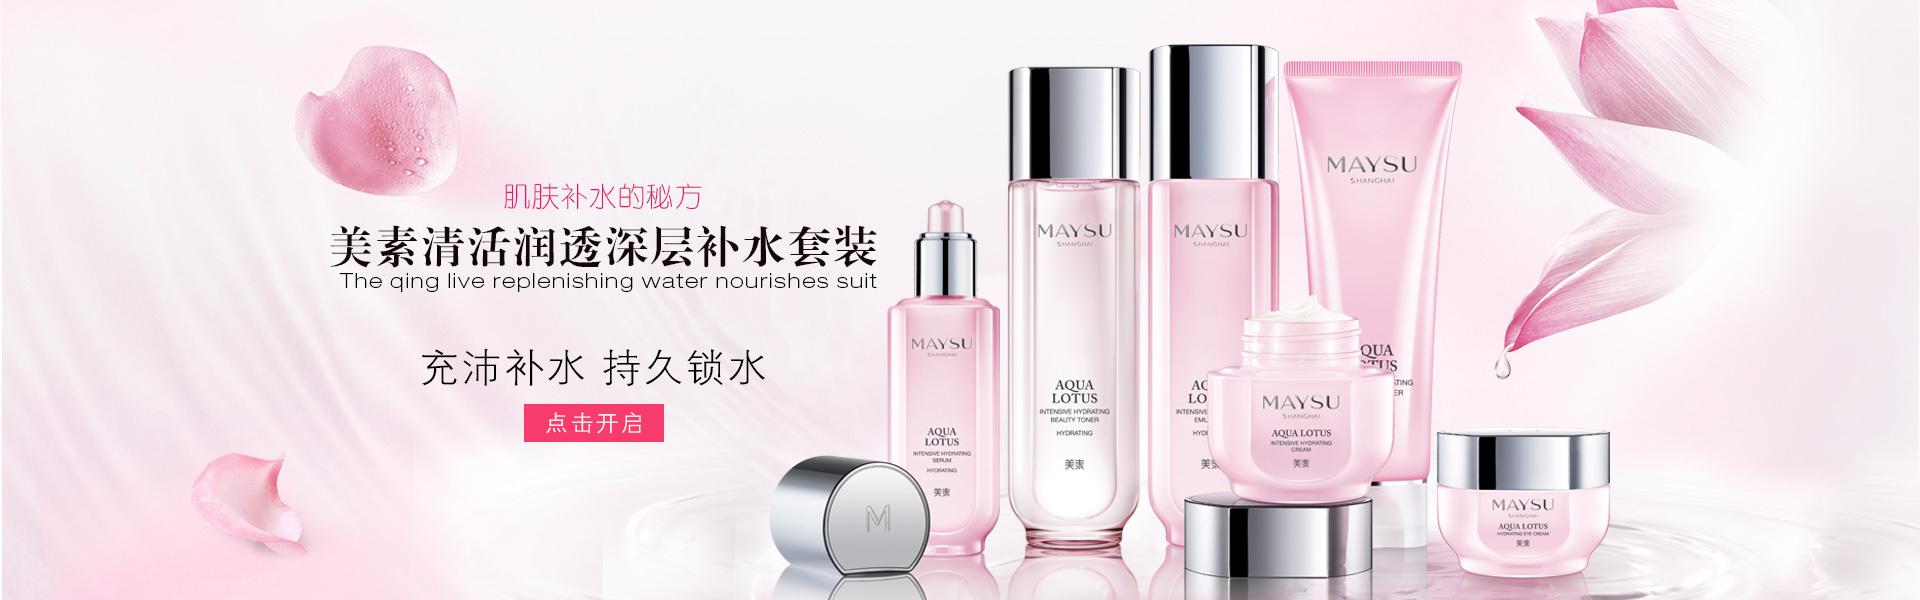 肌肤补水的秘方
美素清活润透深层补水套装
The qing live replenishing water nourishes suit
充沛补水 持久锁水
点击开启
M
MAYSU
SHANGHAI
AQUA
LOTUS
INTENSIVE HYDRATING
SERUM
HYDRATING
美素
MAYSU
SHANGHAI
AQUA
LOTUS
INTENSIVE HYDRATING
BEAUTY TONER
HYDRATING
美素
MAYSU
SHANGHAI
LOTUS
INTENSIVE
MAYSU
SHANGHAI
MAYSU
SHANGHAI
AQUA LOTUS
INTENSIVE HYDRATING
CREAM
美素
MAYSU
SHANGHAI
AQUA LOTUS
HYDRATING EYE CREAM
美素